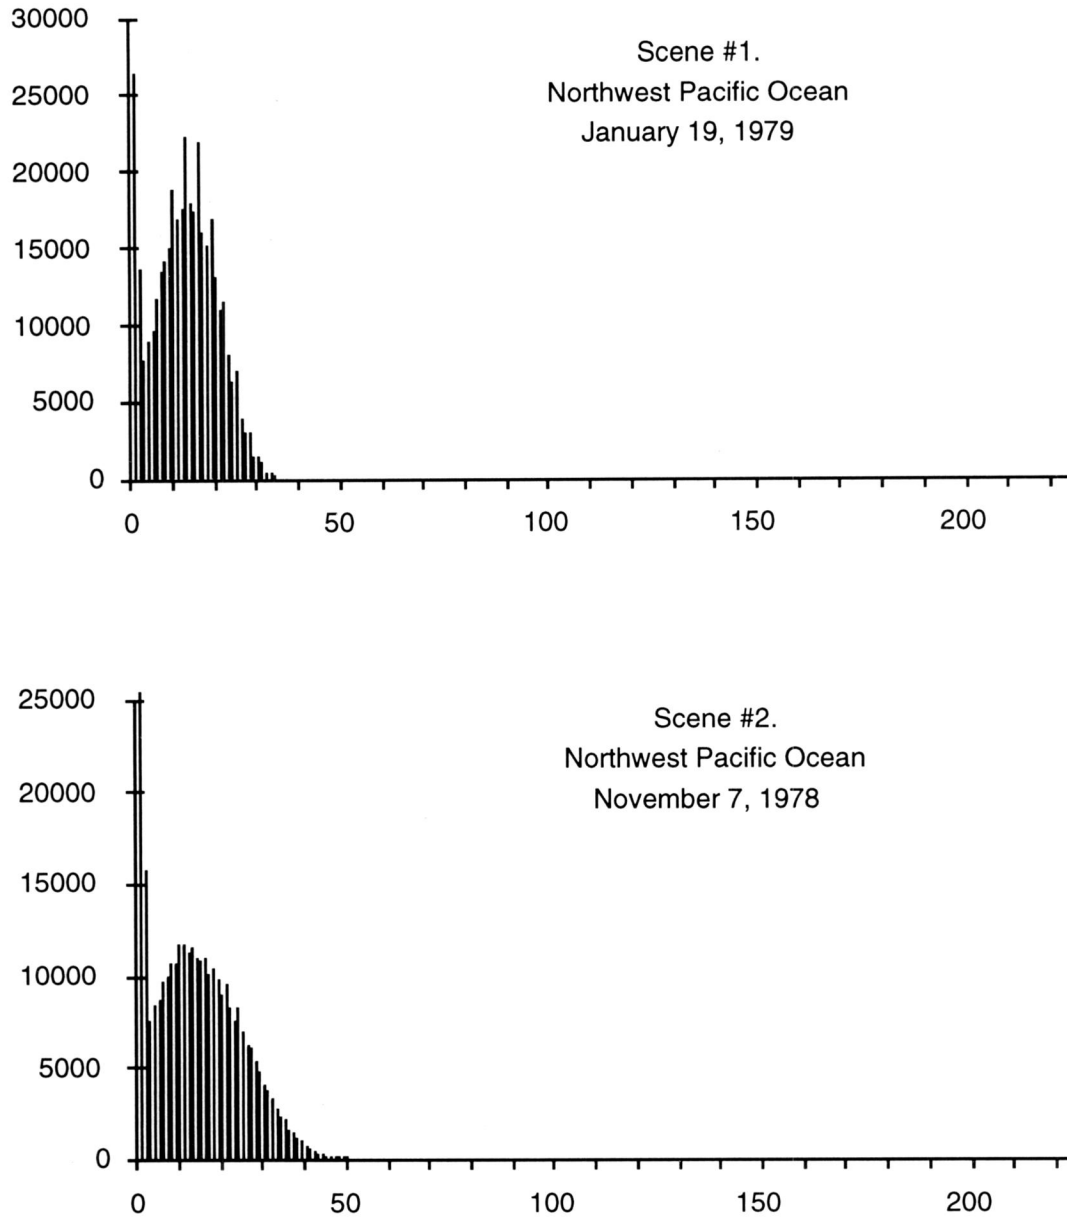 30000
Scene #1.
Northwest Pacific Ocean
January 19, 1979
25000
20000
15000
10000
5000
0
0 50 100 150 200
25000
Scene #2.
Northwest Pacific Ocean
November 7, 1978
20000
15000
10000
5000
0
0 50 100 150 200